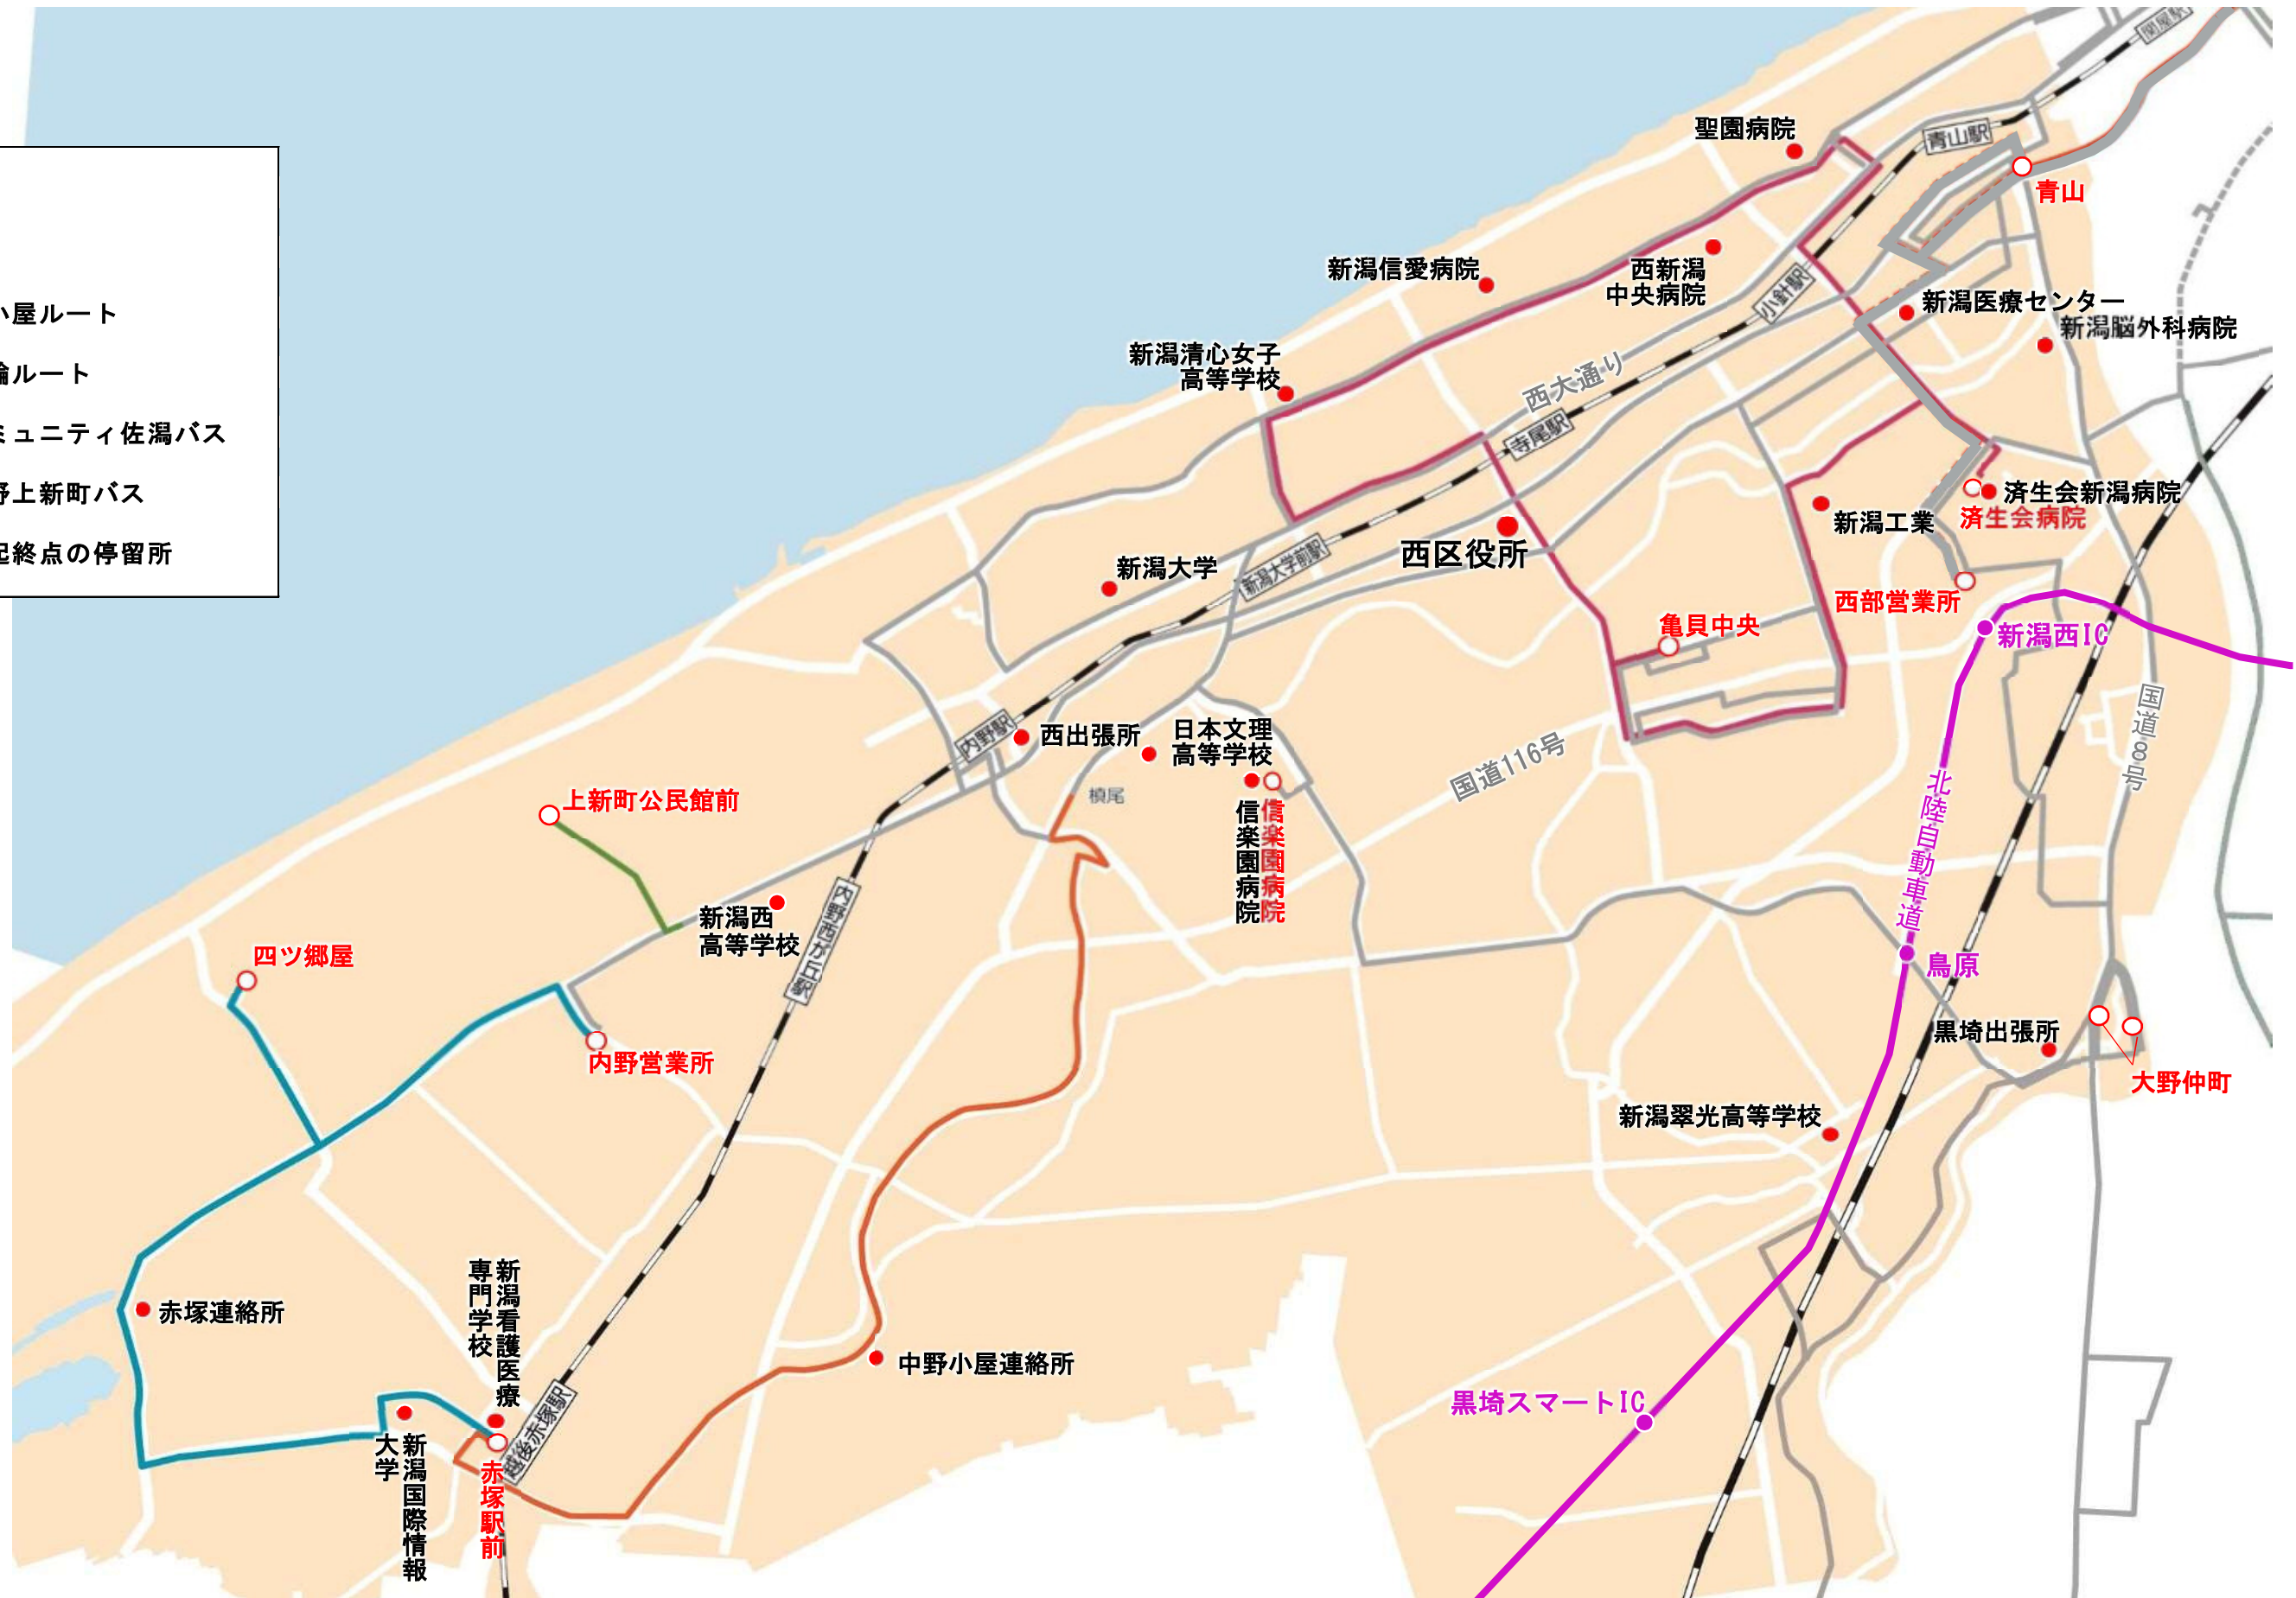 小屋ルート
輪ルート
ミュニティ佐潟バス
野上新町バス
起終点の停留所
関屋駅
青山駅
青山
聖園病院
新潟信愛病院
西新潟
中央病院
小針駅
新潟医療センター
新潟脳外科病院
新潟清心女子
高等学校
西大通り
寺尾駅
済生会新潟病院
済生会病院
新潟工業
西区役所
新潟大学前駅
新潟大学
西部営業所
新潟西IC
亀貝中央
国道8号
内野駅
西出張所
日本文理
高等学校
槙尾
信楽園病院
信楽園病院
国道116号
北陸自動車道
上新町公民館前
新潟西
高等学校
内野西が丘駅
四ツ郷屋
内野営業所
鳥原
黒埼出張所
大野仲町
新潟翠光高等学校
赤塚連絡所
新潟看護医療
専門学校
中野小屋連絡所
越後赤塚駅
黒埼スマートIC
新潟国際情報
大学
赤塚駅前